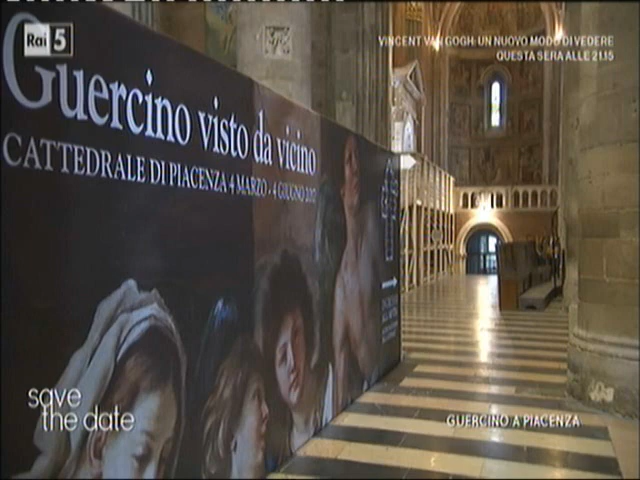 Rai 5
VINCENT VAN GOGH: UN NUOVO MODO DI VEDERE
QUESTA SERA ALLE 21.15
Guercino visto da vicino
CATTEDRALE DI PIACENZA 4 MARZO - 4 GIUGNO 2017
save
the date
GUERCINO A PIACENZA